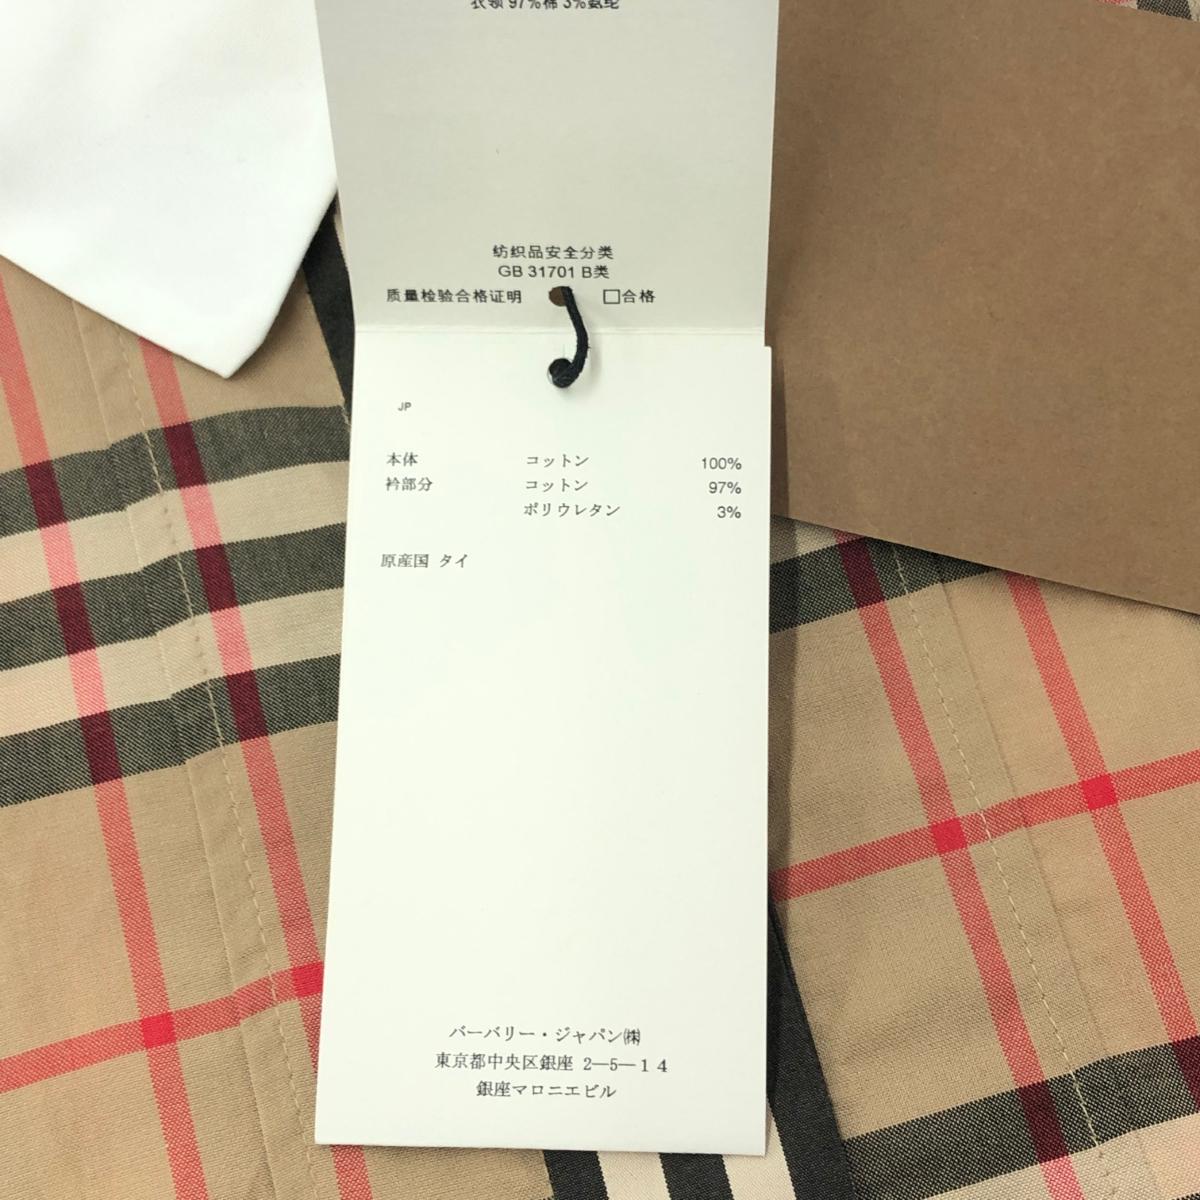 衣领 97%棉 3%氨纶
纺织品安全分类
GB 31701 B类
质量检验合格证明 □合格
JP
本体 コットン 100%
衿部分 コットン 97%
ポリウレタン 3%
原産国 タイ
バーバリー・ジャパン㈱
東京都中央区銀座 2―5―14
銀座マロニエビル